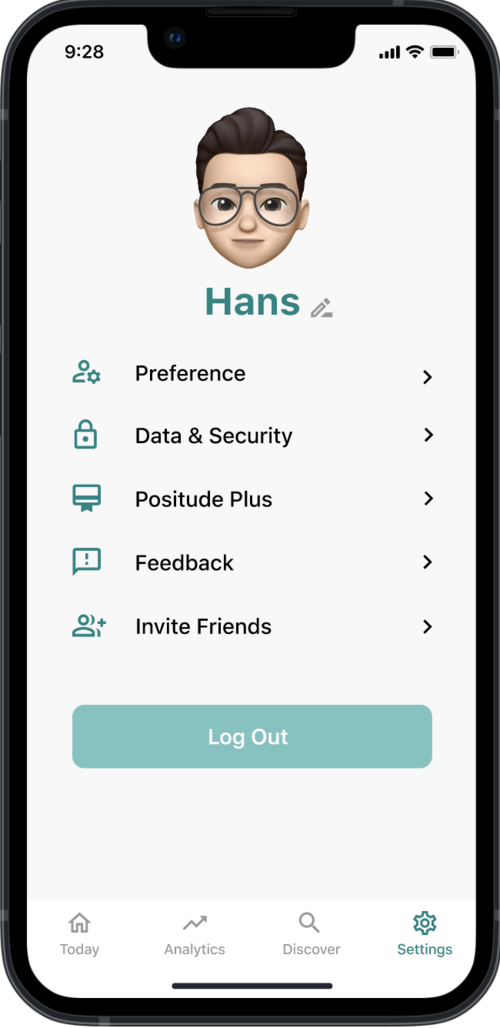 9:28
Hans
Preference
Data & Security
Positude Plus
Feedback
Invite Friends
Log Out
Today
Analytics
Discover
Settings